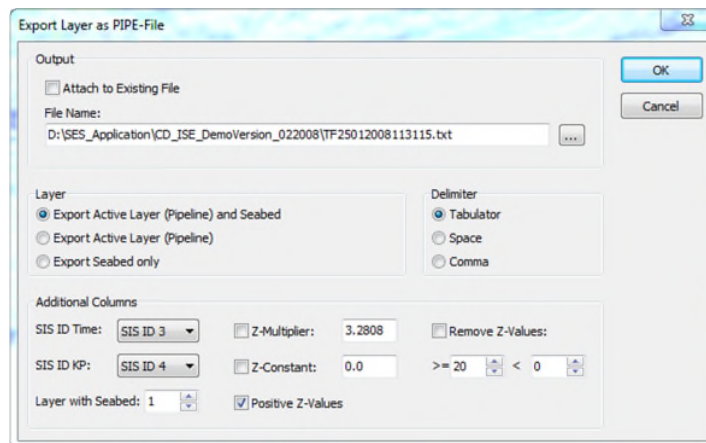 Export Layer as PIPE-File
Output
OK
Attach to Existing File
Cancel
File Name:
D:\SES_Application\CD_ISE_DemoVersion_022008\TF25012008113115.txt
...
Layer
Export Active Layer (Pipeline) and Seabed
Export Active Layer (Pipeline)
Export Seabed only
Delimiter
Tabulator
Space
Comma
Additional Columns
SIS ID Time: SIS ID 3 Z-Multiplier: 3.2808 Remove Z-Values:
SIS ID KP: SIS ID 4 Z-Constant: 0.0 >= 20 < 0
Layer with Seabed: 1 Positive Z-Values